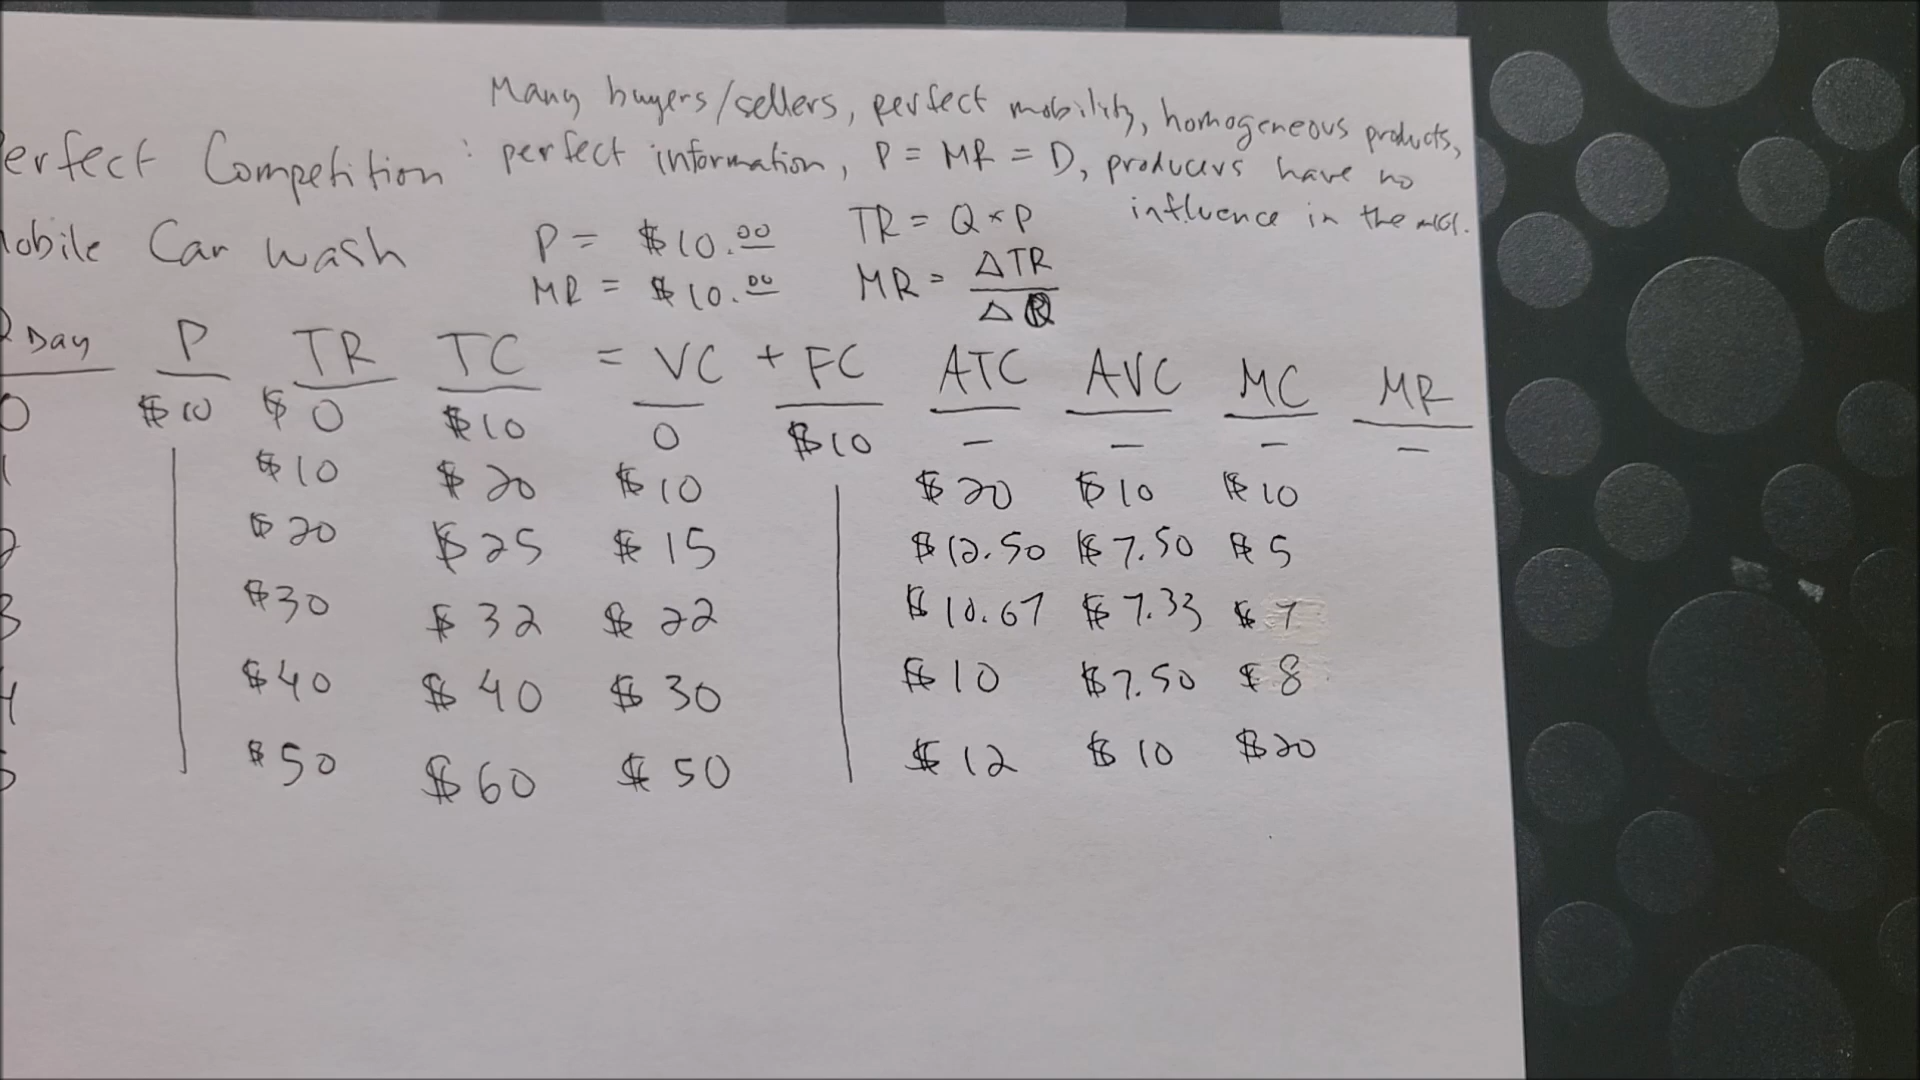 Many buyers/sellers, perfect mobility, homogeneous products,
erfect Competition : perfect information, P = MR = D, producers have no
influence in the mkt.
obile Car wash P = $10.00 TR = Q × P
MR = $10.00 MR = ΔTR
ΔQ
Day P TR TC = VC + FC ATC AVC MC MR
0 $10 $0 $10 0 $10 — — — —
1 $10 $20 $10 $20 $10 $10
2 $20 $25 $15 $12.50 $7.50 $5
3 $30 $32 $22 $10.67 $7.33 $7
4 $40 $40 $30 $10 $7.50 $8
5 $50 $60 $50 $12 $10 $20